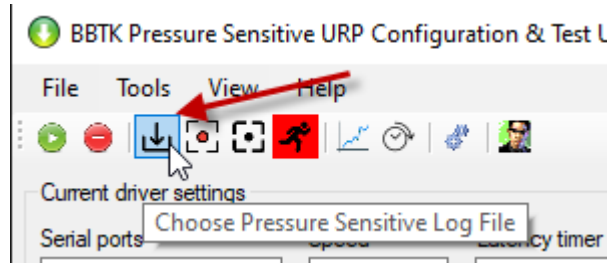 BBTK Pressure Sensitive URP Configuration & Test
File Tools View Help
Current driver settings
Choose Pressure Sensitive Log File
Serial ports Speed Latency timer